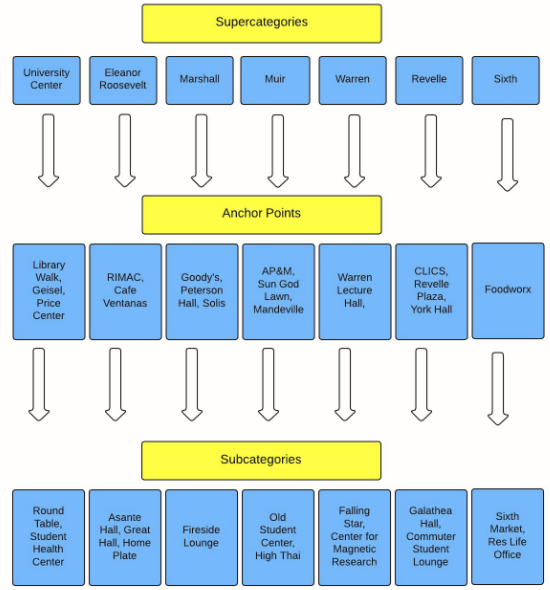 Supercategories
University
Center
Eleanor
Roosevelt
Marshall
Muir
Warren
Revelle
Sixth
Anchor Points
Library
Walk,
Geisel,
Price
Center
RIMAC,
Cafe
Ventanas
Goody's,
Peterson
Hall, Solis
AP&M,
Sun God
Lawn,
Mandeville
Warren
Lecture
Hall,
CLICS,
Revelle
Plaza,
York Hall
Foodworx
Subcategories
Round
Table,
Student
Health
Center
Asante
Hall, Great
Hall, Home
Plate
Fireside
Lounge
Old
Student
Center,
High Thai
Falling
Star,
Center for
Magnetic
Research
Galathea
Hall,
Commuter
Student
Lounge
Sixth
Market,
Res Life
Office